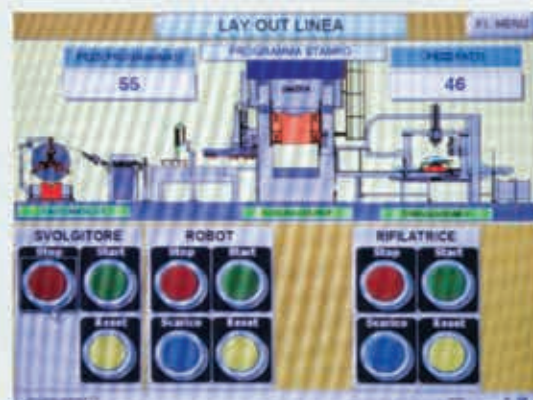 LAY OUT LINEA
F1 MENU
PROGRAMMA STAMPO
55
46
SVOLGITORE
ROBOT
RIFILATRICE
Stop
Start
Stop
Start
Stop
Start
Reset
Scarico
Reset
Scarico
Reset